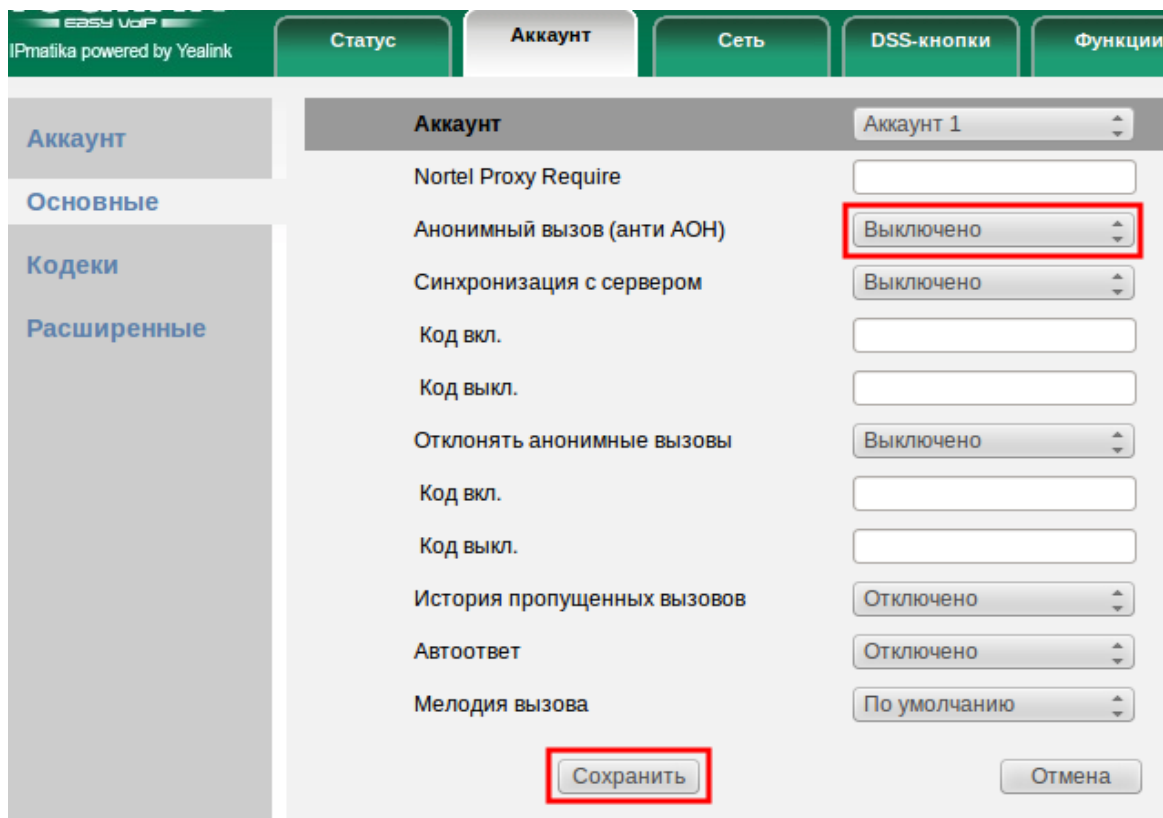 EASY VoIP
IPmatika powered by Yealink
Статус
Аккаунт
Сеть
DSS-кнопки
Функции
Аккаунт
Основные
Кодеки
Расширенные
Аккаунт Аккаунт 1
Nortel Proxy Require
Анонимный вызов (анти АОН) Выключено
Синхронизация с сервером Выключено
Код вкл.
Код выкл.
Отклонять анонимные вызовы Выключено
Код вкл.
Код выкл.
История пропущенных вызовов Отключено
Автоответ Отключено
Мелодия вызова По умолчанию
Сохранить Отмена